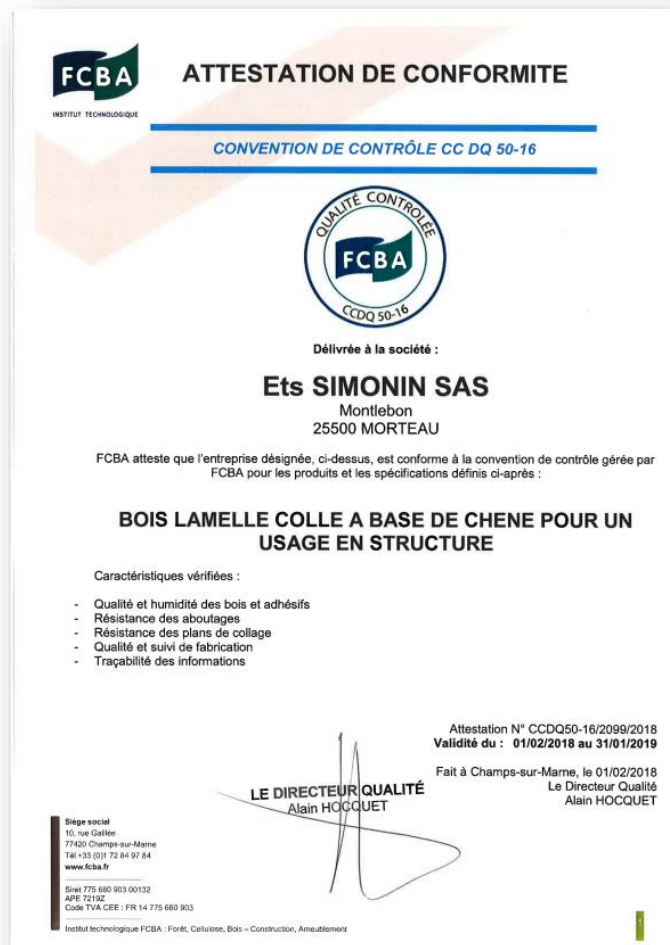 FCBA
INSTITUT TECHNOLOGIQUE
ATTESTATION DE CONFORMITE
CONVENTION DE CONTRÔLE CC DQ 50-16
QUALITÉ CONTROLÉE
FCBA
CCDQ 50-16
Délivrée à la société :
Ets SIMONIN SAS
Montlebon
25500 MORTEAU
FCBA atteste que l'entreprise désignée, ci-dessus, est conforme à la convention de contrôle gérée par
FCBA pour les produits et les spécifications définis ci-après :
BOIS LAMELLE COLLE A BASE DE CHENE POUR UN
USAGE EN STRUCTURE
Caractéristiques vérifiées :
- Qualité et humidité des bois et adhésifs
- Résistance des aboutages
- Résistance des plans de collage
- Qualité et suivi de fabrication
- Traçabilité des informations
Attestation N° CCDQ50-16/2099/2018
Validité du : 01/02/2018 au 31/01/2019
Fait à Champs-sur-Marne, le 01/02/2018
Le Directeur Qualité
Alain HOCQUET
LE DIRECTEUR QUALITÉ
Alain HOCQUET
Siège social
10, rue Galilée
77420 Champs-sur-Marne
Tél +33 (0)1 72 84 97 84
www.fcba.fr
Siret 775 680 903 00132
APE 7219Z
Code TVA CEE : FR 14 775 680 903
Institut technologique FCBA : Forêt, Cellulose, Bois – Construction, Ameublement